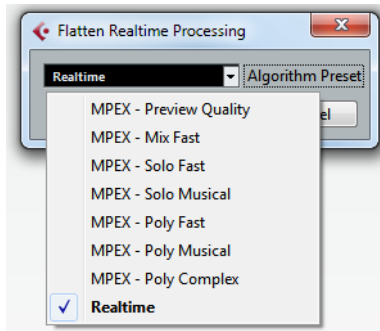 Flatten Realtime Processing
Realtime
Algorithm Preset
MPEX - Preview Quality
MPEX - Mix Fast
MPEX - Solo Fast
MPEX - Solo Musical
MPEX - Poly Fast
MPEX - Poly Musical
MPEX - Poly Complex
Realtime